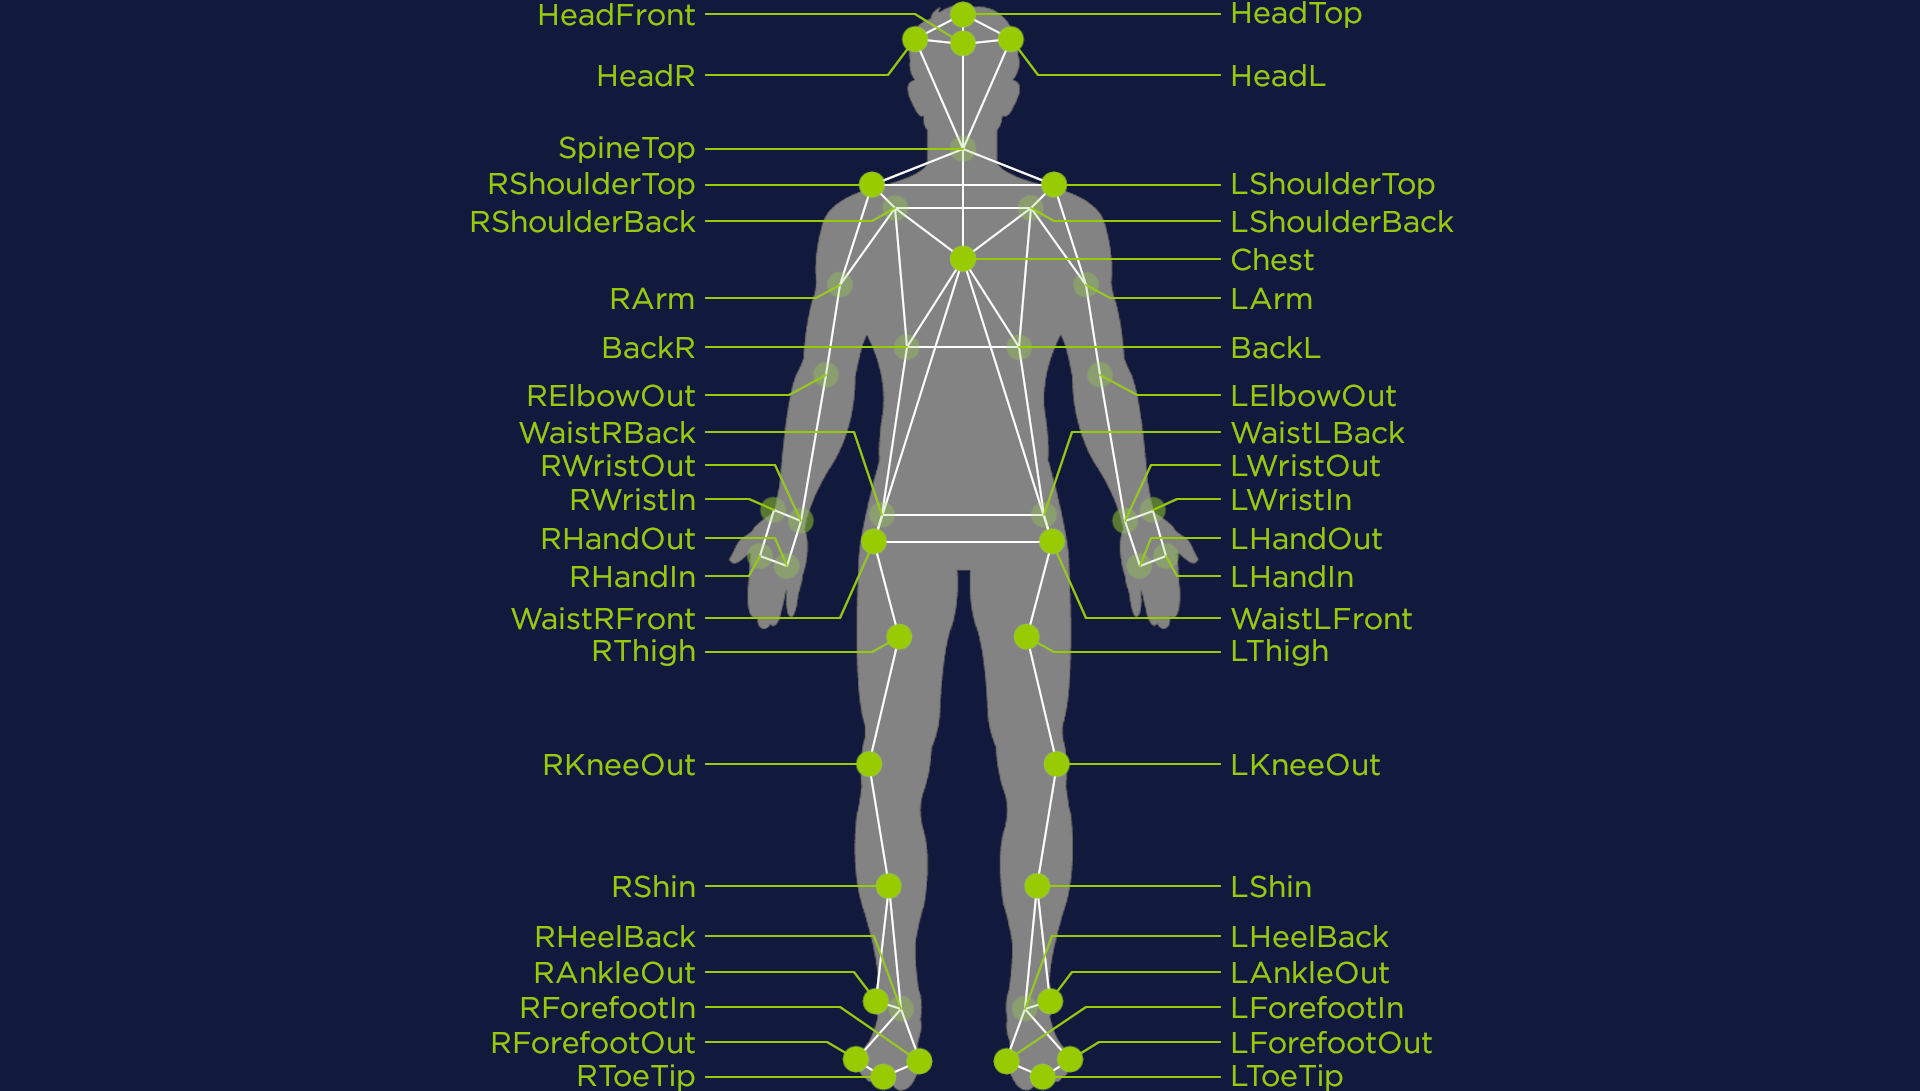 HeadFront
HeadR
SpineTop
RShoulderTop
RShoulderBack
RArm
BackR
RElbowOut
WaistRBack
RWristOut
RWristIn
RHandOut
RHandIn
WaistRFront
RThigh
RKneeOut
RShin
RHeelBack
RAnkleOut
RForefootIn
RForefootOut
RToeTip
HeadTop
HeadL
LShoulderTop
LShoulderBack
Chest
LArm
BackL
LElbowOut
WaistLBack
LWristOut
LWristIn
LHandOut
LHandIn
WaistLFront
LThigh
LKneeOut
LShin
LHeelBack
LAnkleOut
LForefootIn
LForefootOut
LToeTip